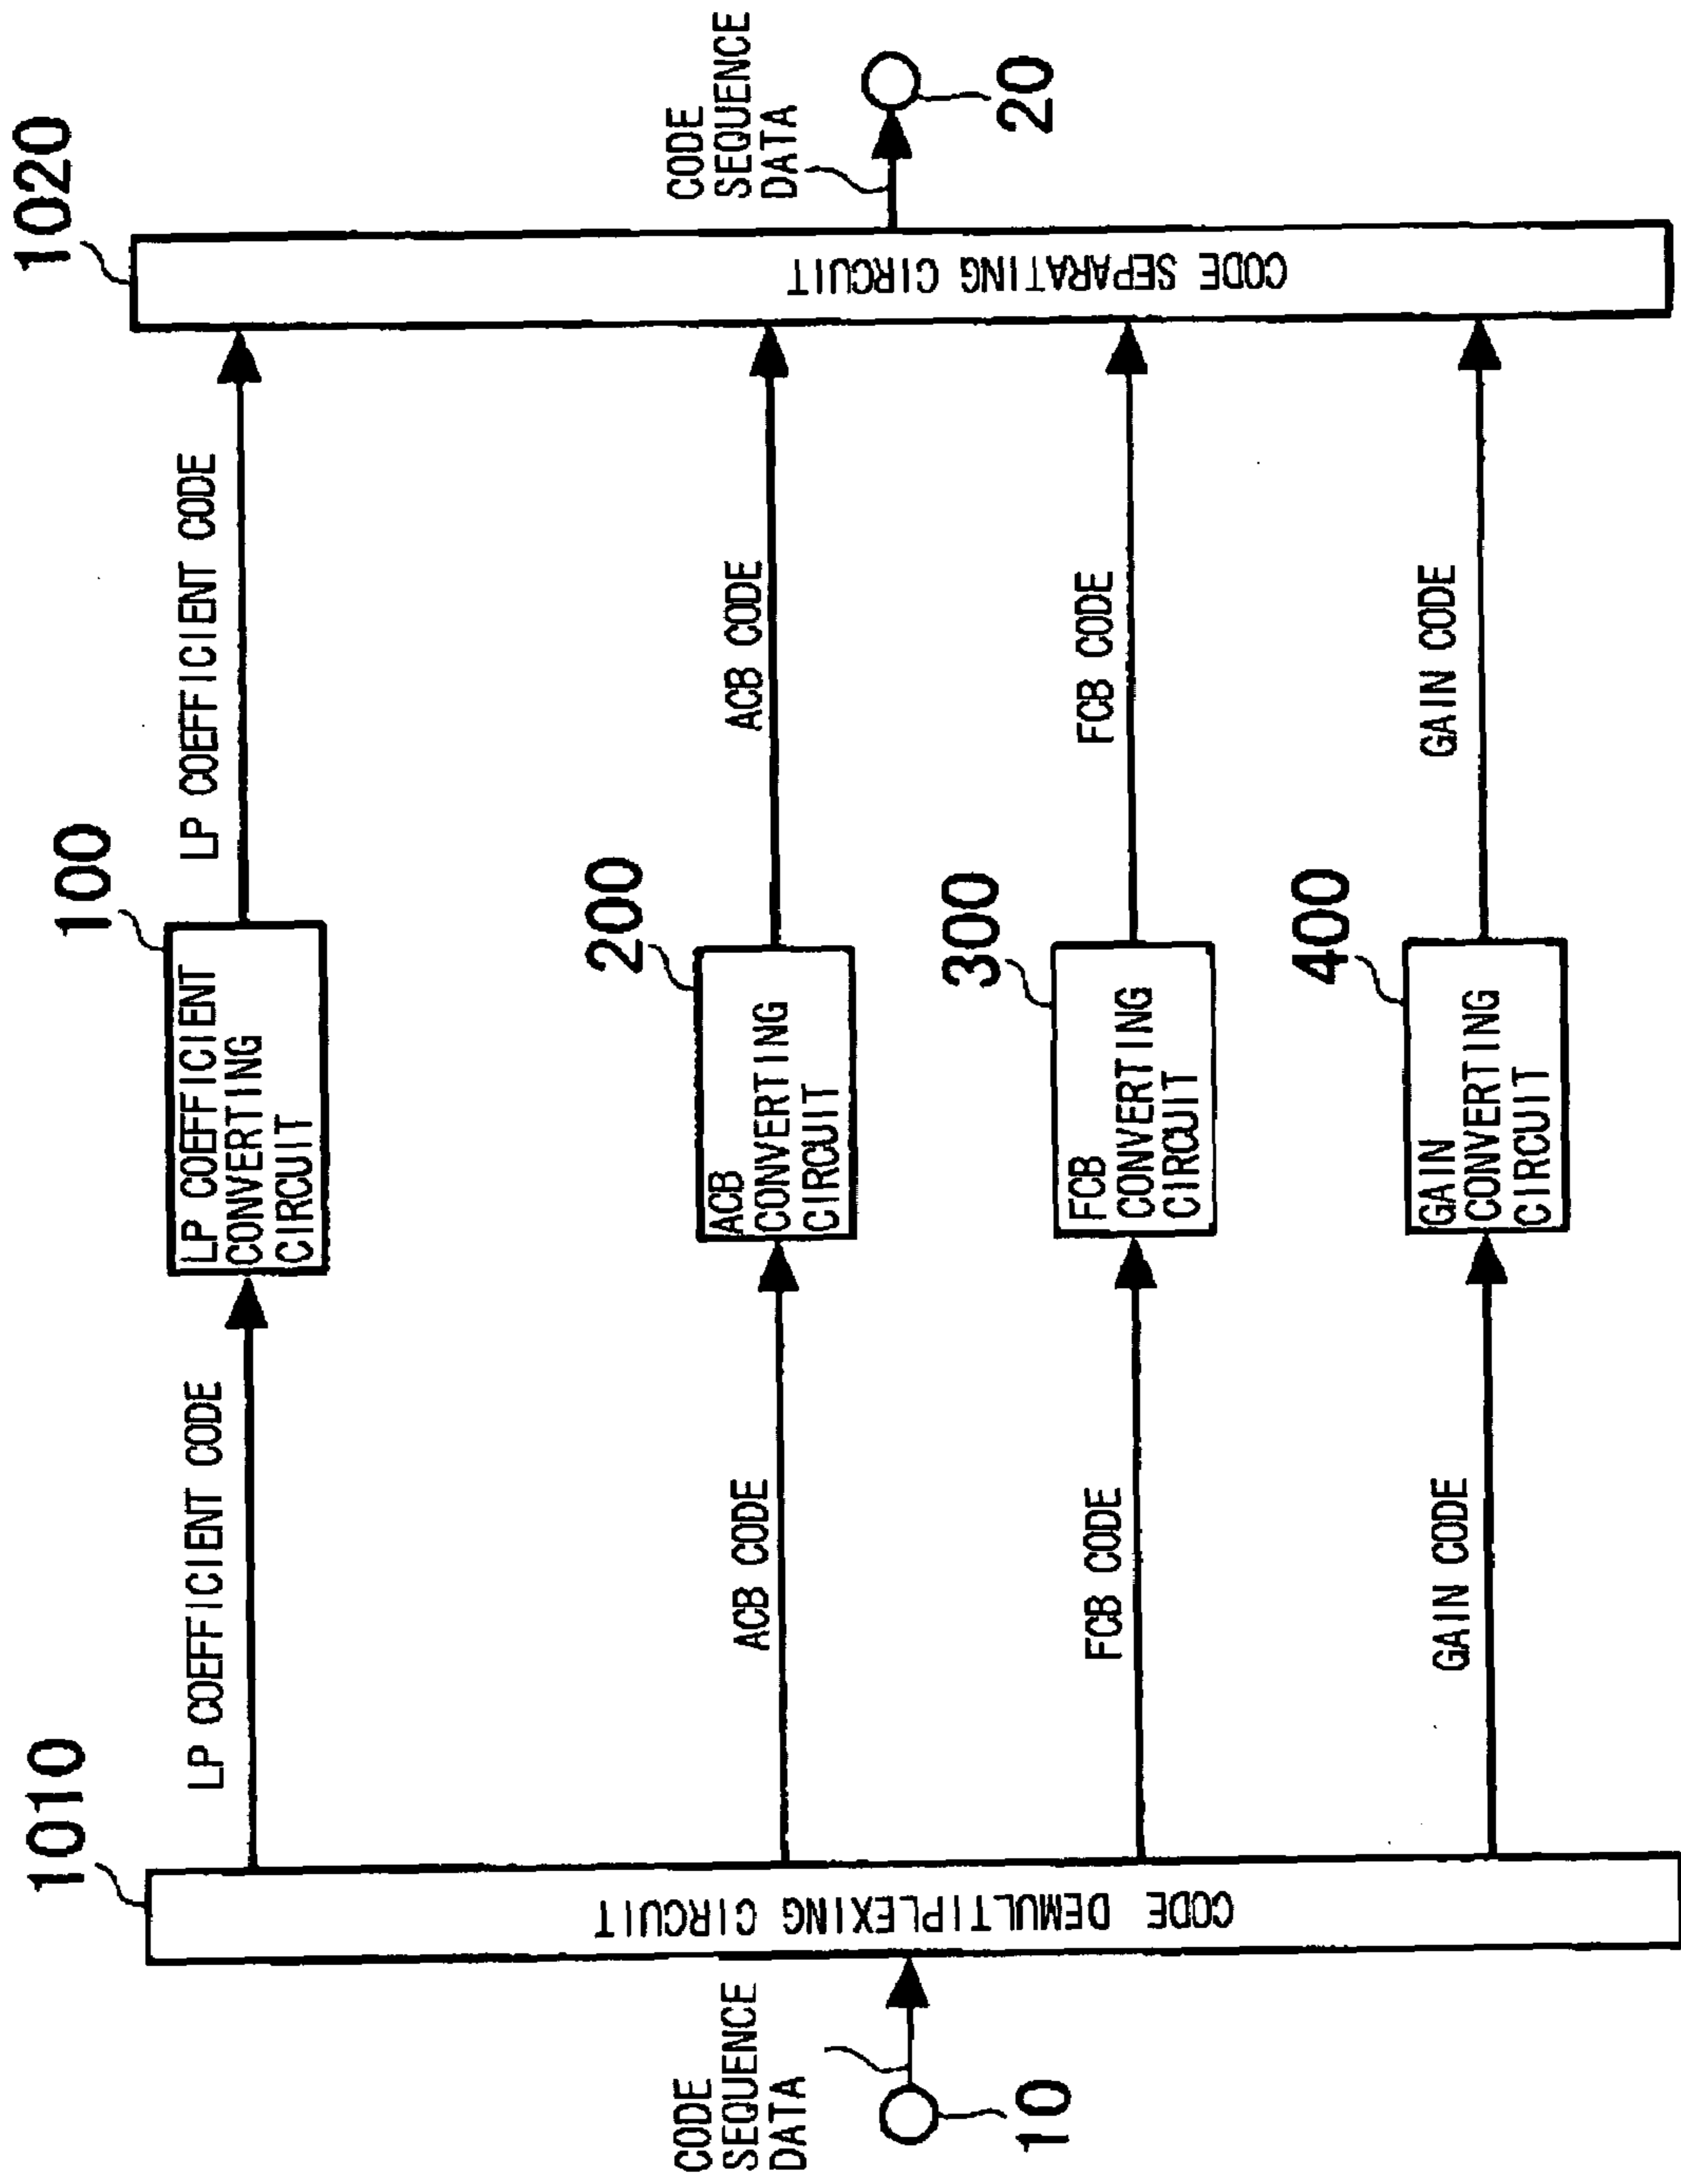 1010
100
1020
LP COEFFICIENT CODE
LP COEFFICIENT
CONVERTING
CIRCUIT
LP COEFFICIENT CODE
200
ACB CODE
ACB
CONVERTING
CIRCUIT
ACB CODE
300
FCB CODE
FCB
CONVERTING
CIRCUIT
FCB CODE
400
GAIN CODE
GAIN
CONVERTING
CIRCUIT
GAIN CODE
CODE
SEQUENCE
DATA
10
CODE DEMULTIPLEXING CIRCUIT
CODE SEPARATING CIRCUIT
CODE
SEQUENCE
DATA
20